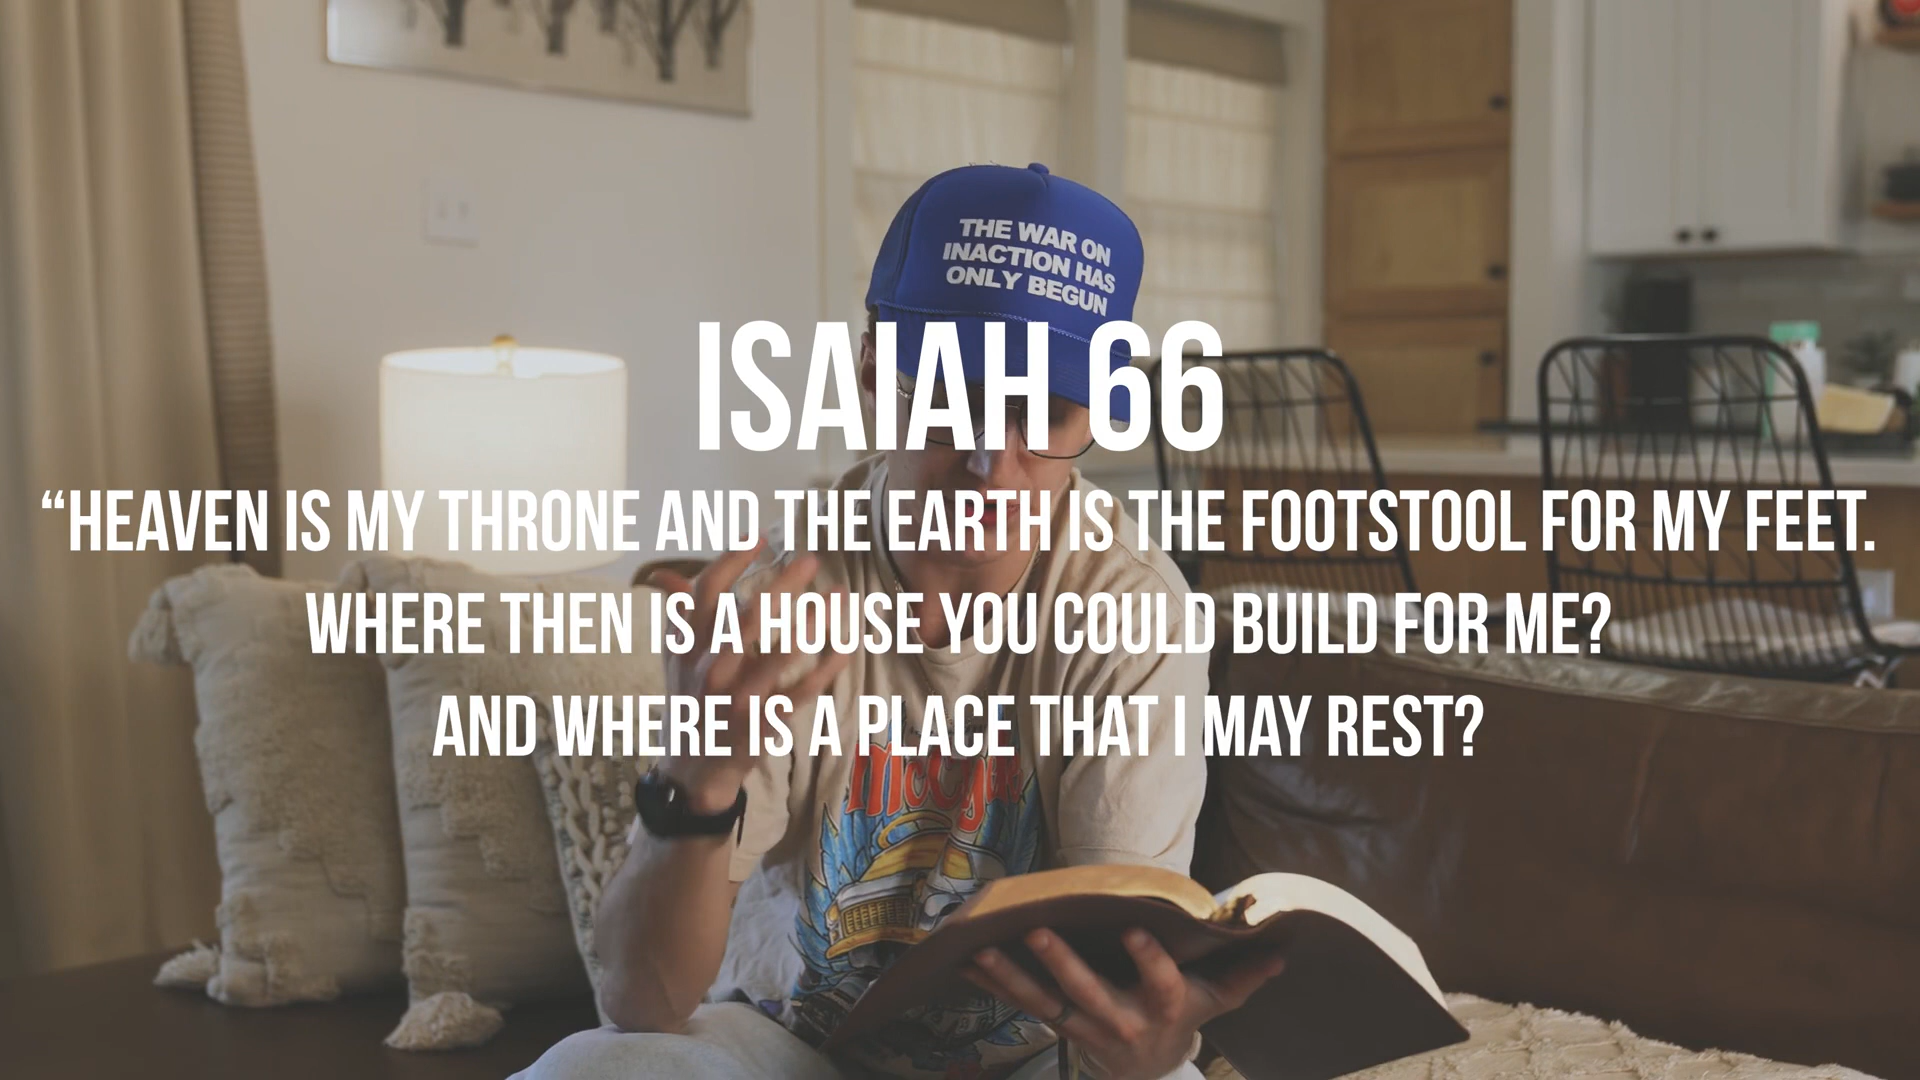 THE WAR ON
INACTION HAS
ONLY BEGUN
ISAIAH 66
“HEAVEN IS MY THRONE AND THE EARTH IS THE FOOTSTOOL FOR MY FEET.
WHERE THEN IS A HOUSE YOU COULD BUILD FOR ME?
AND WHERE IS A PLACE THAT I MAY REST?